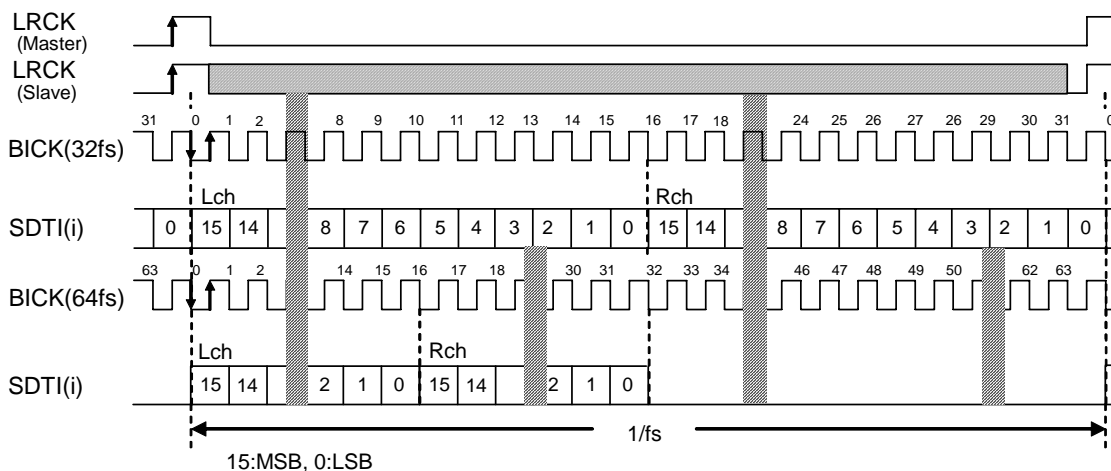 LRCK
(Master)
LRCK
(Slave)
31 0 1 2 8 9 10 11 12 13 14 15 16 17 18 24 25 26 27 28 29 30 31 0
BICK(32fs)
Lch Rch
SDTI(i) 0 15 14 8 7 6 5 4 3 2 1 0 15 14 8 7 6 5 4 3 2 1 0
63 0 1 2 14 15 16 17 18 30 31 32 33 34 46 47 48 49 50 62 63
BICK(64fs)
Lch Rch
SDTI(i) 15 14 2 1 0 15 14 2 1 0
1/fs
15:MSB, 0:LSB